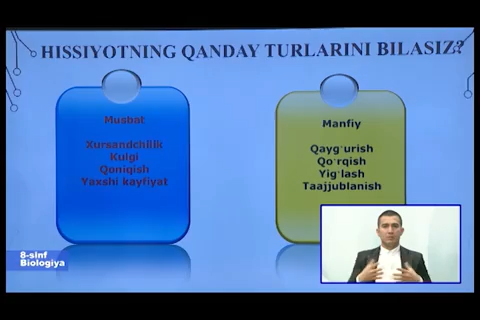 HISSIYOTNING QANDAY TURLARINI BILASIZ?
Musbat
Xursandchilik
Kulgi
Qoniqish
Yaxshi kayfiyat
Manfiy
Qayg'urish
Qo'rqish
Yig'lash
Taajjublanish
8-sinf
Biologiya